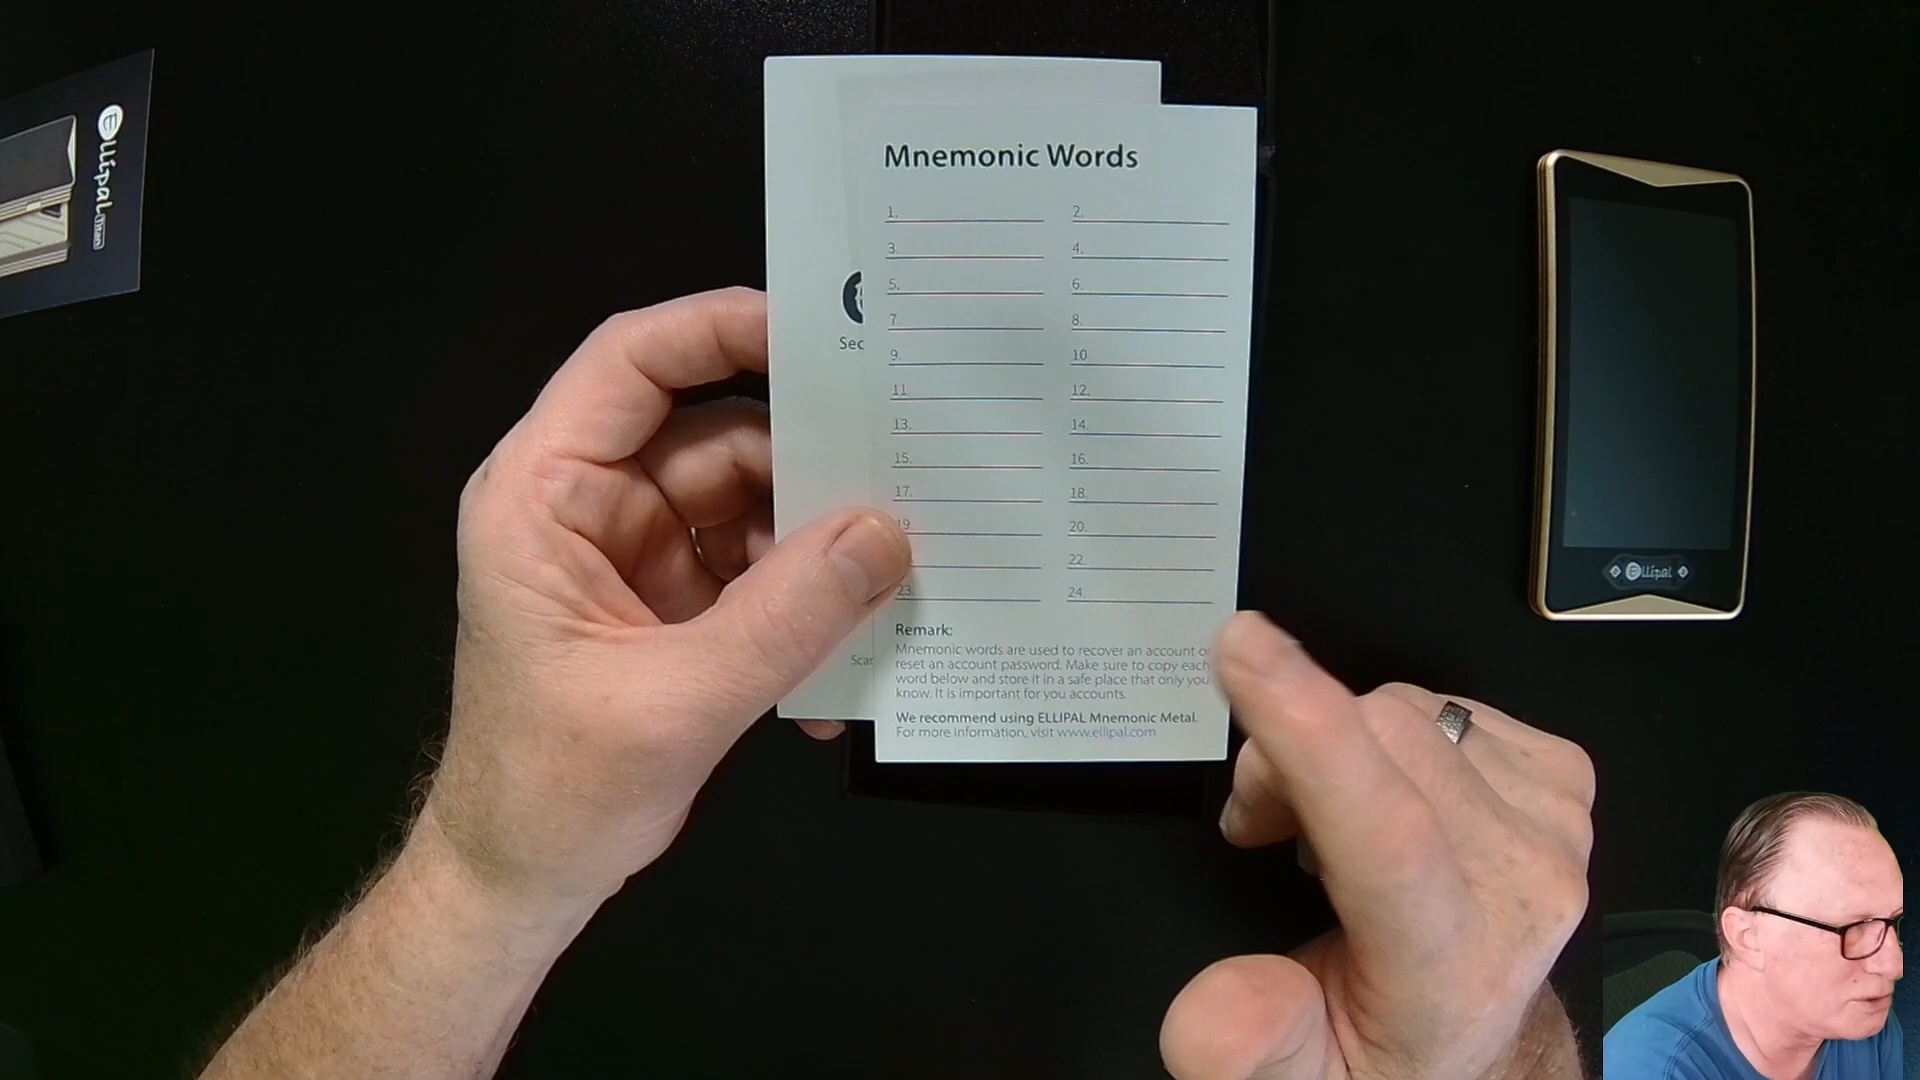 Ellipal Titan
Mnemonic Words
1. 2.
3. 4.
5. 6.
7. 8.
9. 10
11 12.
13. 14.
15. 16.
17. 18.
19. 20.
22.
23. 24.
Remark:
Mnemonic words are used to recover an account or
reset an account password. Make sure to copy each
word below and store it in a safe place that only you
know. It is important for you accounts.
We recommend using ELLIPAL Mnemonic Metal.
For more information, visit www.ellipal.com
Sec
Scan
Ellipal